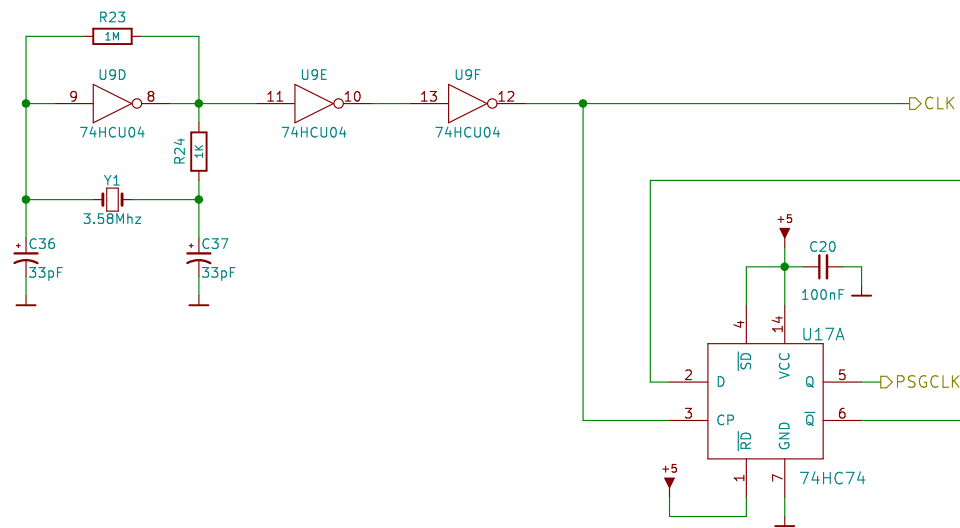 R23
1M
U9D
U9E
U9F
9
8
11
10
13
12
CLK
74HCU04
74HCU04
74HCU04
R24
1K
Y1
3.58Mhz
+5
C36
C37
C20
33pF
33pF
100nF
4
14
U17A
SD
VCC
2
D
Q
5
PSGCLK
3
CP
Q
6
RD
GND
+5
1
7
74HC74